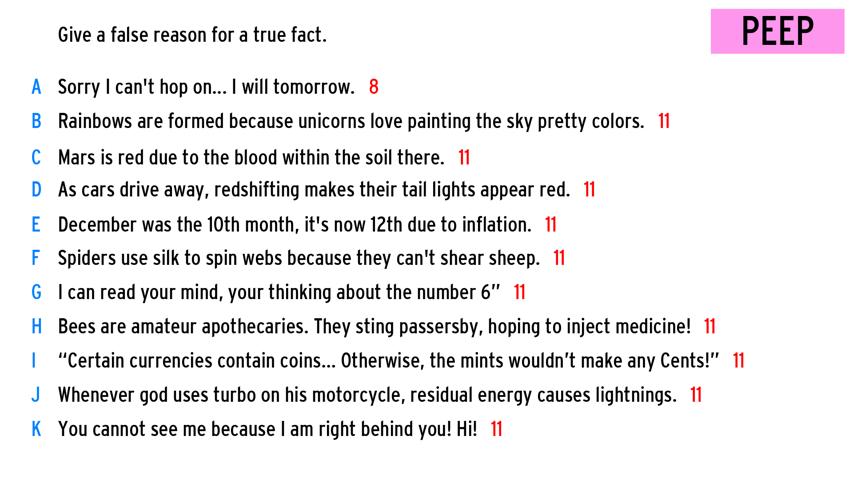 Give a false reason for a true fact.
PEEP
A Sorry I can't hop on... I will tomorrow. 8
B Rainbows are formed because unicorns love painting the sky pretty colors. 11
C Mars is red due to the blood within the soil there. 11
D As cars drive away, redshifting makes their tail lights appear red. 11
E December was the 10th month, it's now 12th due to inflation. 11
F Spiders use silk to spin webs because they can't shear sheep. 11
G I can read your mind, your thinking about the number 6” 11
H Bees are amateur apothecaries. They sting passersby, hoping to inject medicine! 11
I “Certain currencies contain coins... Otherwise, the mints wouldn’t make any Cents!” 11
J Whenever god uses turbo on his motorcycle, residual energy causes lightnings. 11
K You cannot see me because I am right behind you! Hi! 11